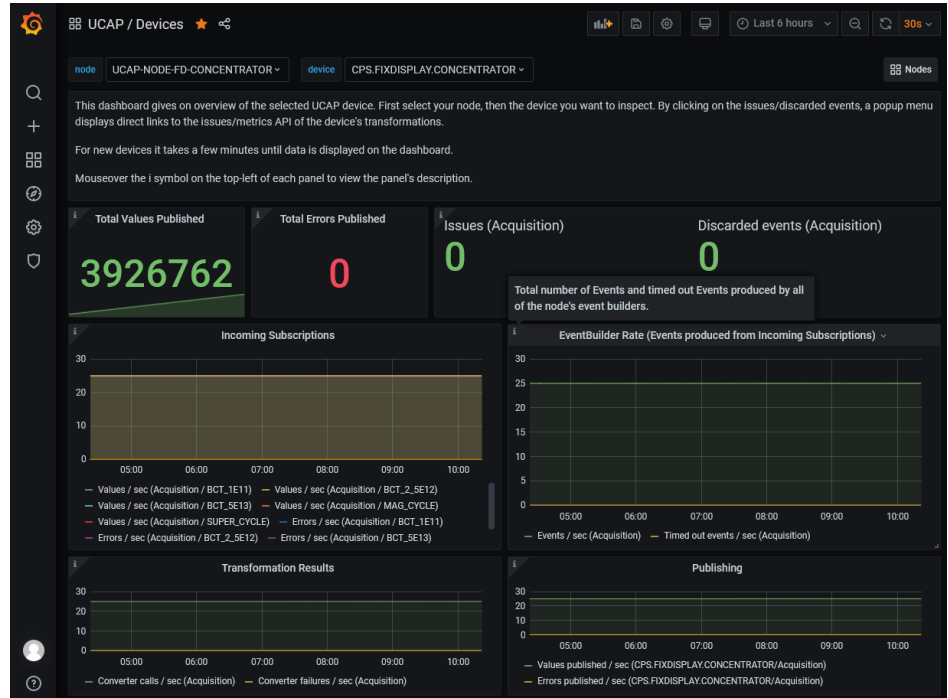 UCAP / Devices
Last 6 hours
30s
node UCAP-NODE-FD-CONCENTRATOR
device CPS.FIXDISPLAY.CONCENTRATOR
Nodes
This dashboard gives on overview of the selected UCAP device. First select your node, then the device you want to inspect. By clicking on the issues/discarded events, a popup menu
displays direct links to the issues/metrics API of the device's transformations.
For new devices it takes a few minutes until data is displayed on the dashboard.
Mouseover the i symbol on the top-left of each panel to view the panel's description.
i Total Values Published
3926762
i Total Errors Published
0
i Issues (Acquisition)
0
Discarded events (Acquisition)
0
Total number of Events and timed out Events produced by all
of the node's event builders.
i Incoming Subscriptions
30
20
10
0
05:00 06:00 07:00 08:00 09:00 10:00
Values / sec (Acquisition / BCT_1E11) Values / sec (Acquisition / BCT_2_5E12)
Values / sec (Acquisition / BCT_5E13) Values / sec (Acquisition / MAG_CYCLE)
Values / sec (Acquisition / SUPER_CYCLE) Errors / sec (Acquisition / BCT_1E11)
Errors / sec (Acquisition / BCT_2_5E12) Errors / sec (Acquisition / BCT_5E13)
i EventBuilder Rate (Events produced from Incoming Subscriptions)
30
25
20
15
10
5
0
05:00 06:00 07:00 08:00 09:00 10:00
Events / sec (Acquisition) Timed out events / sec (Acquisition)
i Transformation Results
30
20
10
0
05:00 06:00 07:00 08:00 09:00 10:00
Converter calls / sec (Acquisition) Converter failures / sec (Acquisition)
i Publishing
30
20
10
0
05:00 06:00 07:00 08:00 09:00 10:00
Values published / sec (CPS.FIXDISPLAY.CONCENTRATOR/Acquisition)
Errors published / sec (CPS.FIXDISPLAY.CONCENTRATOR/Acquisition)